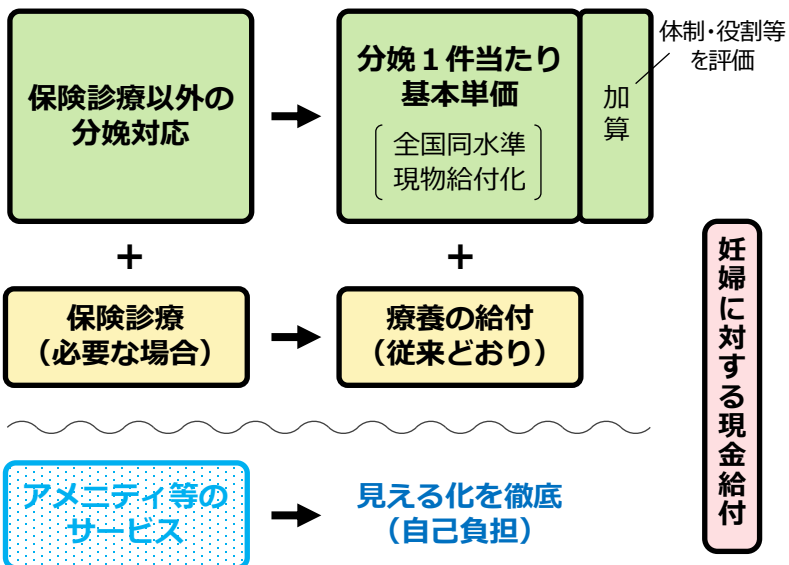 保険診療以外の
分娩対応
分娩１件当たり
基本単価
全国同水準
現物給付化
加算
体制・役割等
を評価
+
+
保険診療
（必要な場合）
療養の給付
（従来どおり）
アメニティ等の
サービス
見える化を徹底
（自己負担）
妊婦に対する現金給付